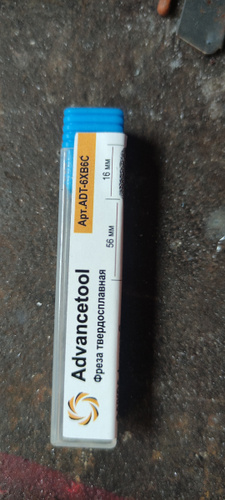 Advancetool
Фреза твердосплавная
Арт.ADT-6XB6C
16 мм
56 мм